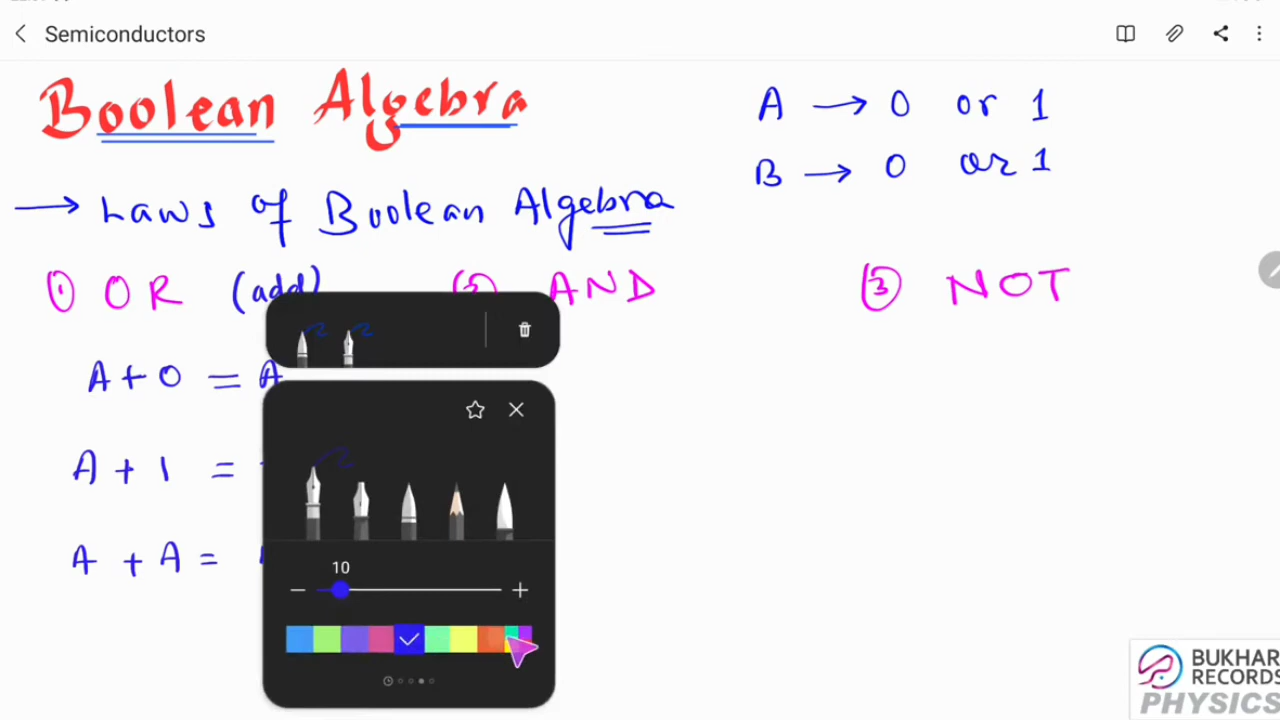 Semiconductors
Boolean Algebra
A → 0 or 1
B → 0 or 1
→ Laws of Boolean Algebra
① OR (add)
② AND
③ NOT
A + 0 = A
A + 1 =
A + A =
10
BUKHAR
RECORDS
PHYSICS